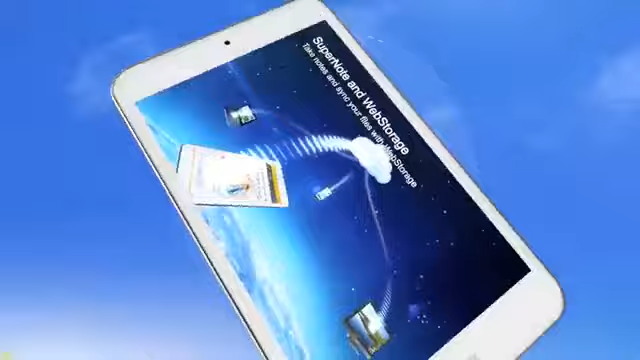 SuperNote and WebStorage
Take notes and sync your files with WebStorage